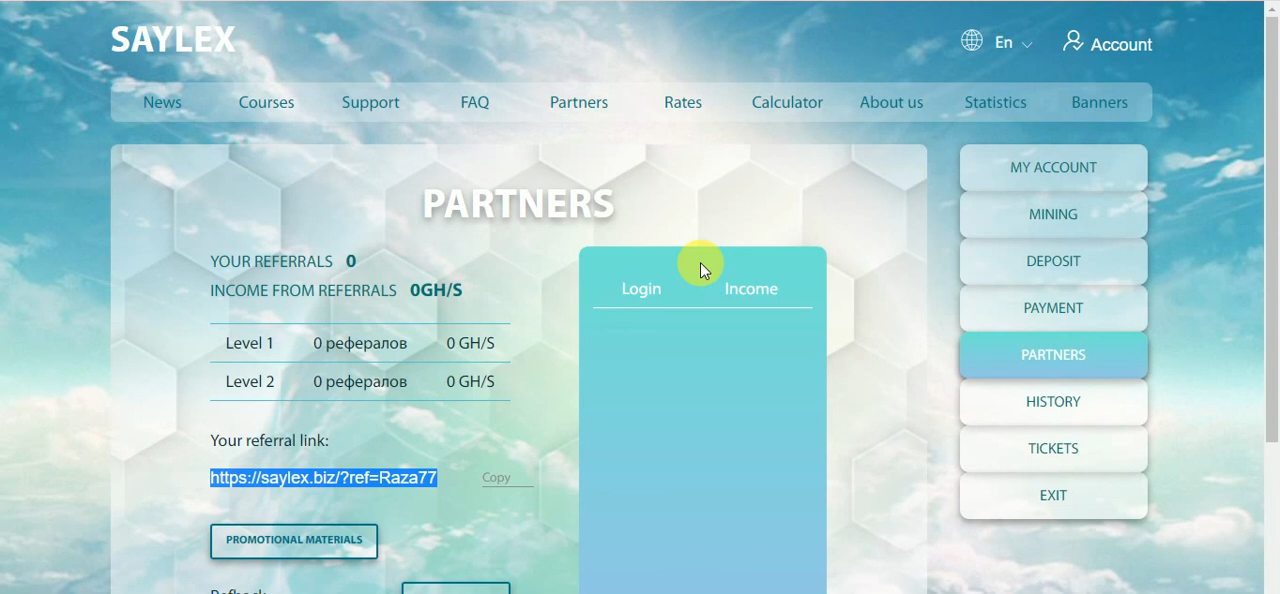 SAYLEX
En
Account
News Courses Support FAQ Partners Rates Calculator About us Statistics Banners
PARTNERS
YOUR REFERRALS 0
INCOME FROM REFERRALS 0GH/S
Level 1 0 рефералов 0 GH/S
Level 2 0 рефералов 0 GH/S
Your referral link:
https://saylex.biz/?ref=Raza77 Copy
PROMOTIONAL MATERIALS
Refback
Login Income
MY ACCOUNT
MINING
DEPOSIT
PAYMENT
PARTNERS
HISTORY
TICKETS
EXIT